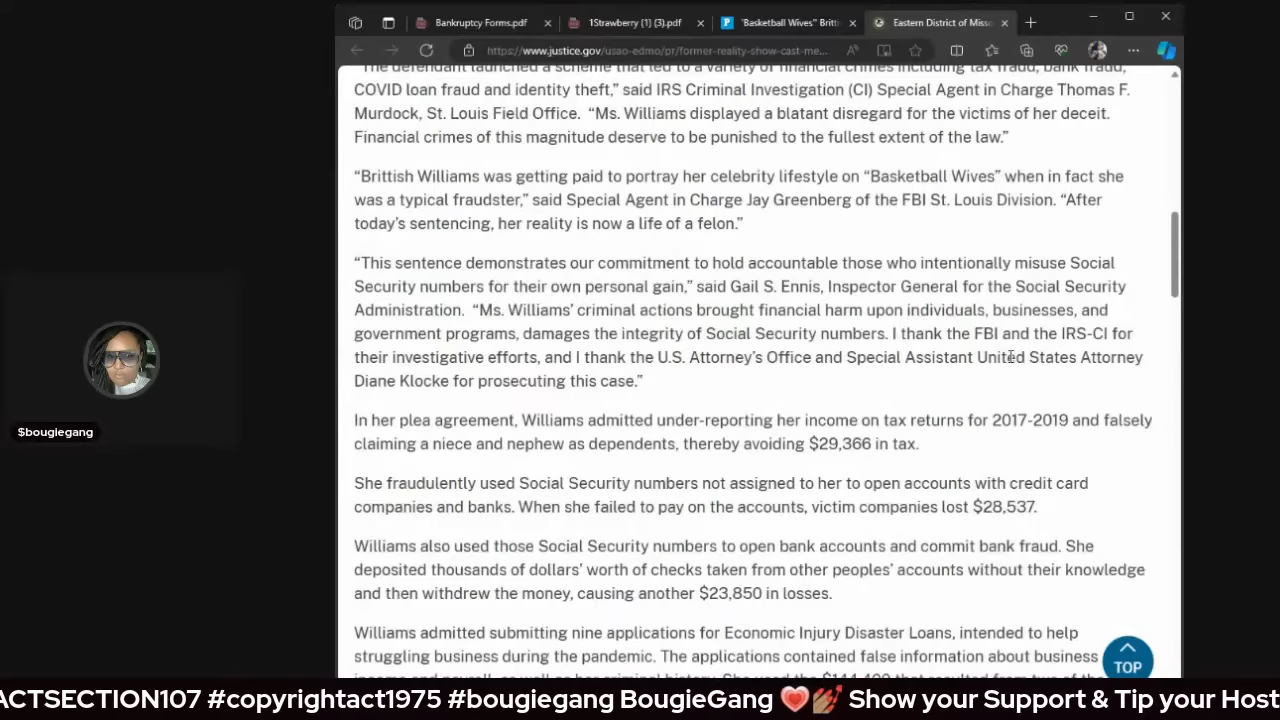 Bankruptcy Forms.pdf
1Strawberry (1) (3).pdf
"Basketball Wives" Britti
Eastern District of Misso
https://www.justice.gov/usao-edmo/pr/former-reality-show-cast-me...
“The defendant launched a scheme that led to a variety of financial crimes including tax fraud, bank fraud,
COVID loan fraud and identity theft,” said IRS Criminal Investigation (CI) Special Agent in Charge Thomas F.
Murdock, St. Louis Field Office. “Ms. Williams displayed a blatant disregard for the victims of her deceit.
Financial crimes of this magnitude deserve to be punished to the fullest extent of the law.”
“Brittish Williams was getting paid to portray her celebrity lifestyle on “Basketball Wives” when in fact she
was a typical fraudster,” said Special Agent in Charge Jay Greenberg of the FBI St. Louis Division. “After
today’s sentencing, her reality is now a life of a felon.”
“This sentence demonstrates our commitment to hold accountable those who intentionally misuse Social
Security numbers for their own personal gain,” said Gail S. Ennis, Inspector General for the Social Security
Administration. “Ms. Williams’ criminal actions brought financial harm upon individuals, businesses, and
government programs, damages the integrity of Social Security numbers. I thank the FBI and the IRS-CI for
their investigative efforts, and I thank the U.S. Attorney’s Office and Special Assistant United States Attorney
Diane Klocke for prosecuting this case.”
$bougiegang
In her plea agreement, Williams admitted under-reporting her income on tax returns for 2017-2019 and falsely
claiming a niece and nephew as dependents, thereby avoiding $29,366 in tax.
She fraudulently used Social Security numbers not assigned to her to open accounts with credit card
companies and banks. When she failed to pay on the accounts, victim companies lost $28,537.
Williams also used those Social Security numbers to open bank accounts and commit bank fraud. She
deposited thousands of dollars’ worth of checks taken from other peoples’ accounts without their knowledge
and then withdrew the money, causing another $23,850 in losses.
Williams admitted submitting nine applications for Economic Injury Disaster Loans, intended to help
struggling business during the pandemic. The applications contained false information about business
TOP
ACTSECTION107 #copyrightact1975 #bougiegang BougieGang ❤️💅🏾 Show your Support & Tip your Host